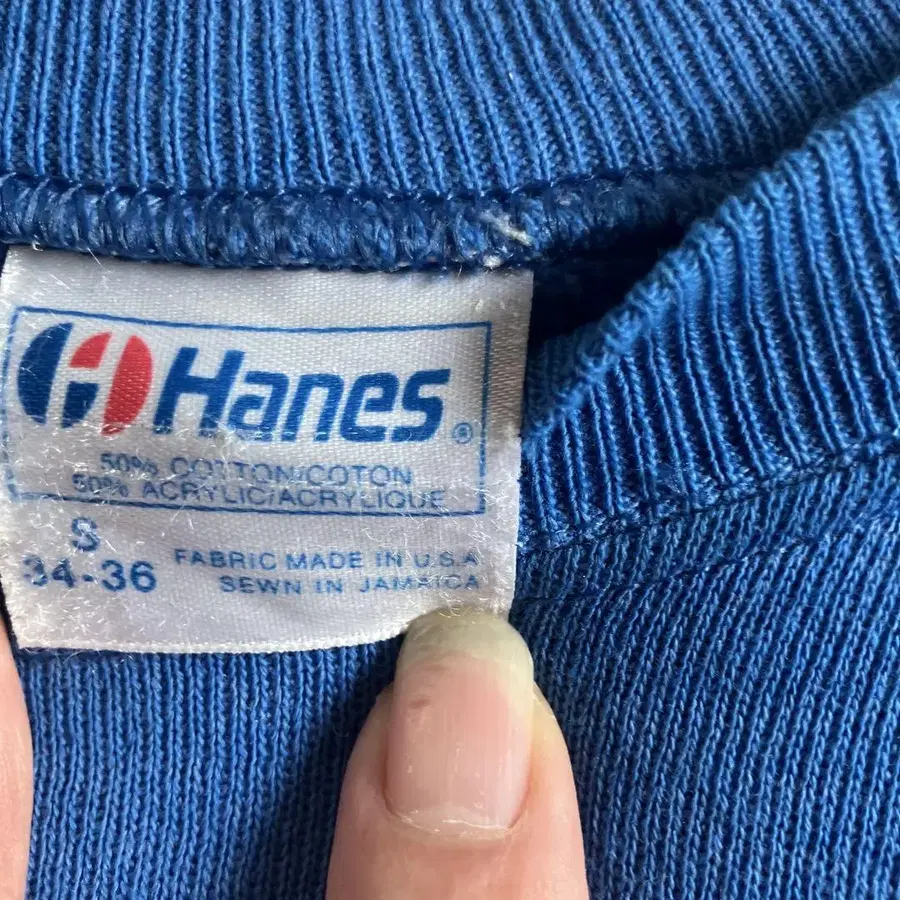 Hanes®
50% COTTON/COTON
50% ACRYLIC/ACRYLIQUE
S
34-36
FABRIC MADE IN U.S.A
SEWN IN JAMAICA